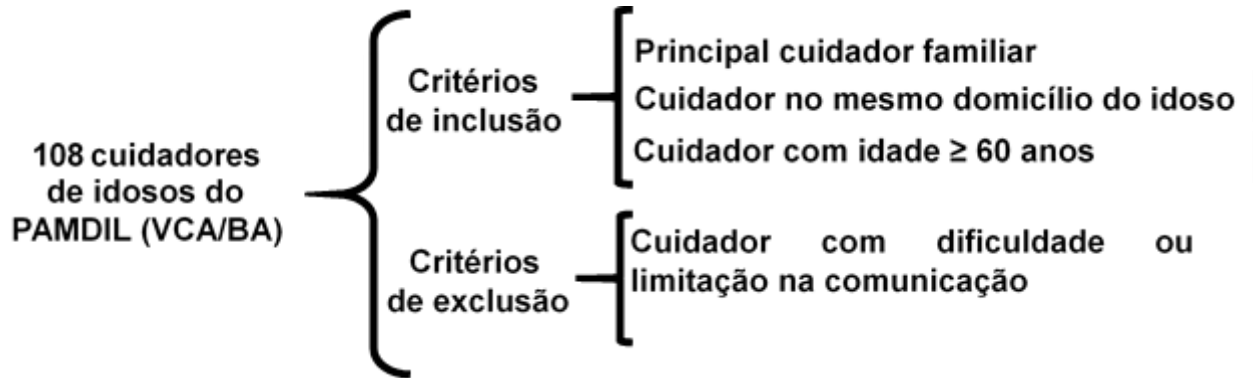 108 cuidadores
de idosos do
PAMDIL (VCA/BA)
Critérios
de inclusão
Principal cuidador familiar
Cuidador no mesmo domicílio do idoso
Cuidador com idade ≥ 60 anos
Critérios
de exclusão
Cuidador com dificuldade ou
limitação na comunicação